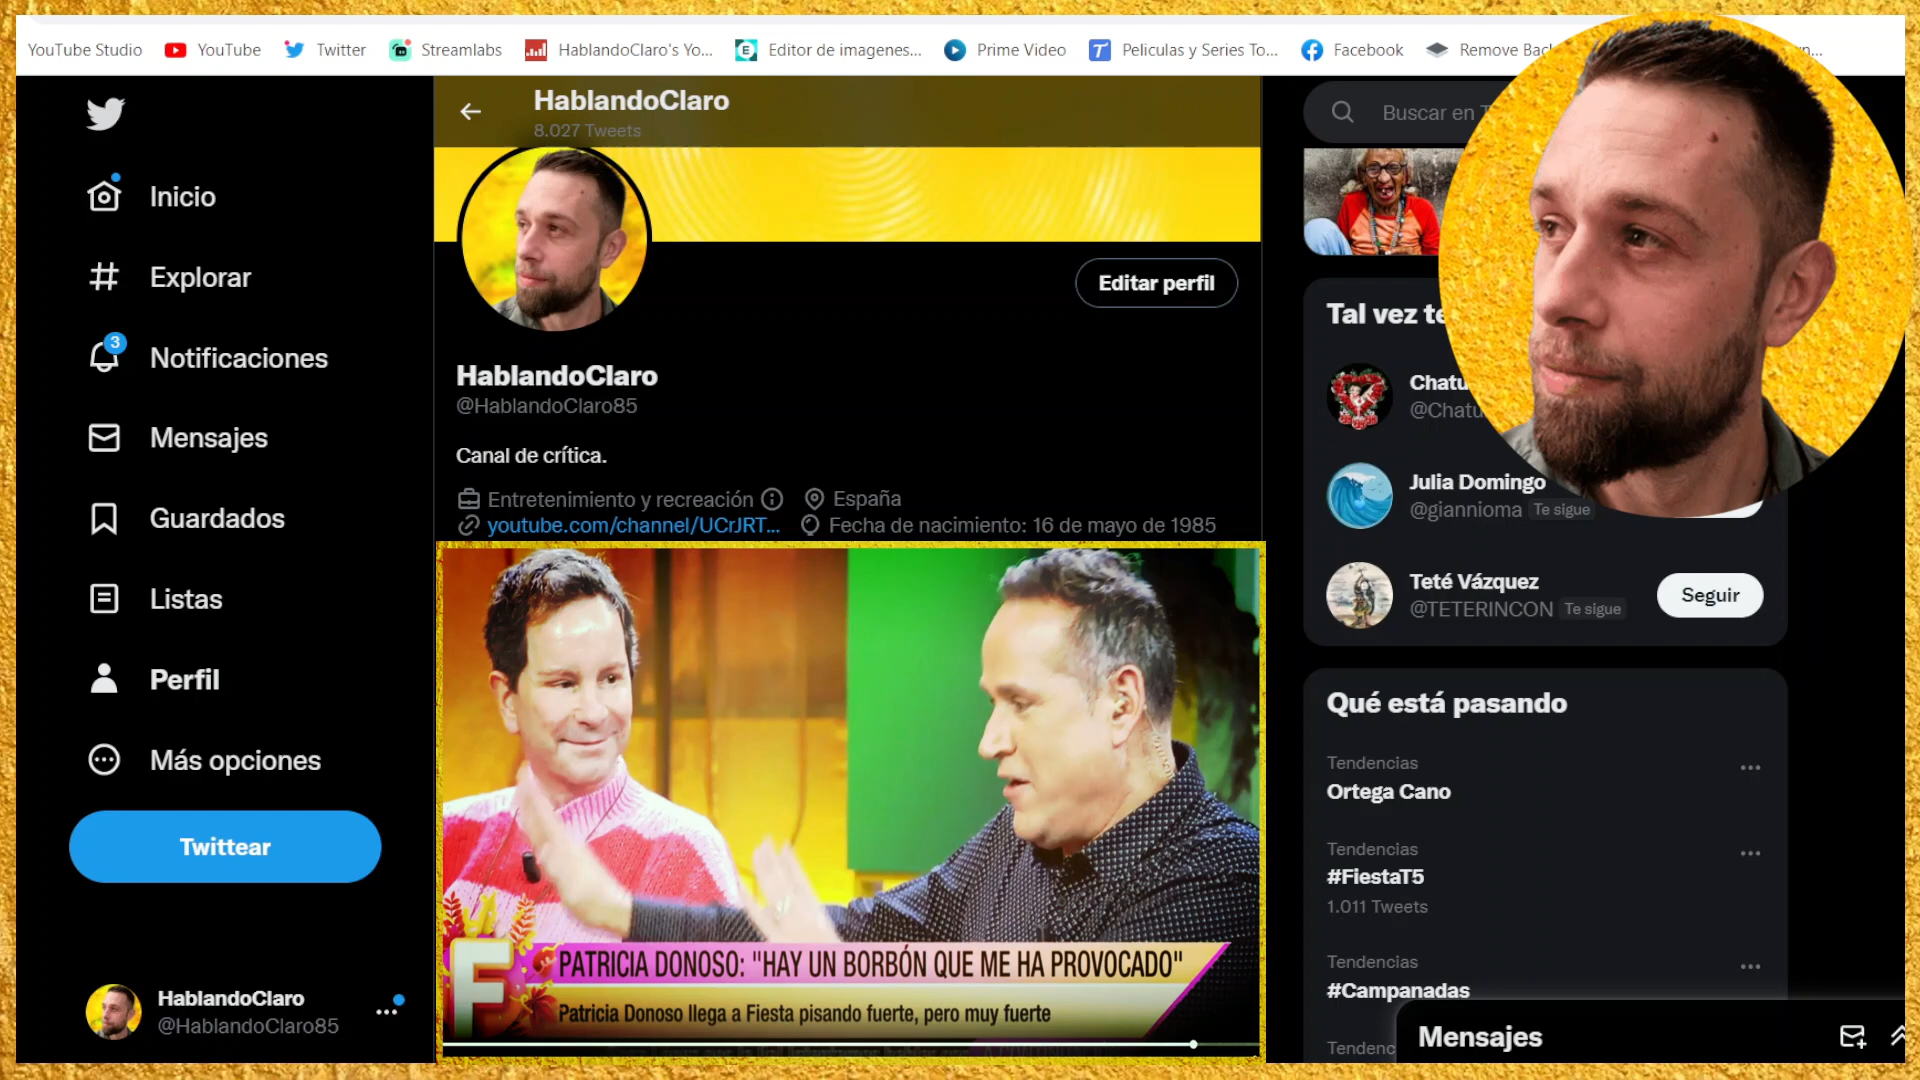 YouTube Studio
YouTube
Twitter
Streamlabs
HablandoClaro's Yo...
Editor de imagenes...
Prime Video
Peliculas y Series To...
Facebook
Remove
HablandoClaro
8.027 Tweets
Buscar en
Inicio
Explorar
3
Notificaciones
Mensajes
Guardados
Listas
Perfil
Más opciones
Twittear
HablandoClaro
@HablandoClaro85
Editar perfil
HablandoClaro
@HablandoClaro85
Canal de crítica.
Entretenimiento y recreación
España
youtube.com/channel/UCrJRT...
Fecha de nacimiento: 16 de mayo de 1985
F
PATRICIA DONOSO: "HAY UN BORBÓN QUE ME HA PROVOCADO"
Patricia Donoso llega a Fiesta pisando fuerte, pero muy fuerte
Tal vez
Julia Domingo
@giannioma Te sigue
Teté Vázquez
@TETERINCON Te sigue
Seguir
Qué está pasando
Tendencias
Ortega Cano
Tendencias
#FiestaT5
1.011 Tweets
Tendencias
#Campanadas
Mensajes